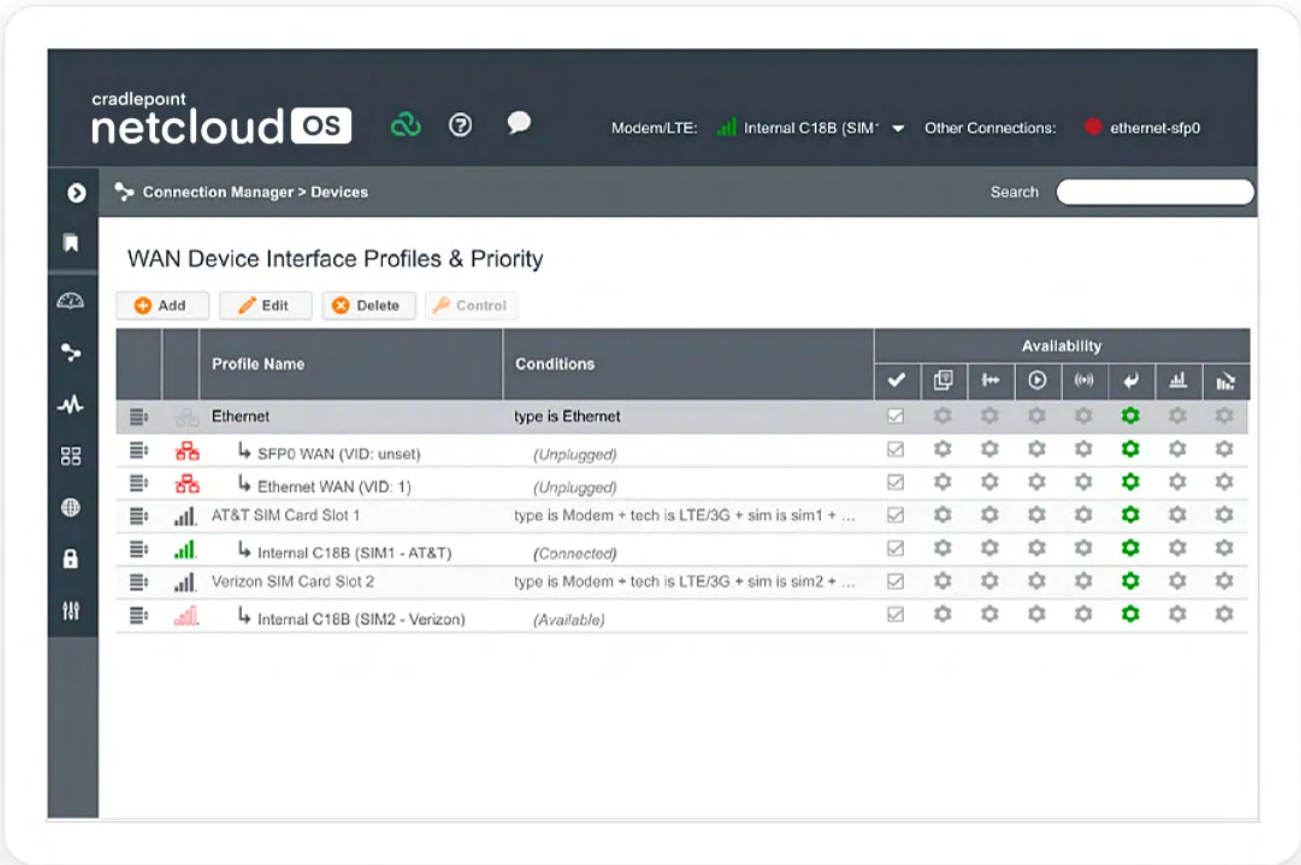 cradlepoint
netcloud OS
Modem/LTE: Internal C18B (SIM Other Connections: ethernet-sfp0
Connection Manager > Devices Search
WAN Device Interface Profiles & Priority
Add Edit Delete Control
Availability
Profile Name Conditions
Ethernet type is Ethernet
SFP0 WAN (VID: unset) (Unplugged)
Ethernet WAN (VID: 1) (Unplugged)
AT&T SIM Card Slot 1 type is Modem + tech is LTE/3G + sim is sim1 + ...
Internal C18B (SIM1 - AT&T) (Connected)
Verizon SIM Card Slot 2 type is Modem + tech is LTE/3G + sim is sim2 + ...
Internal C18B (SIM2 - Verizon) (Available)